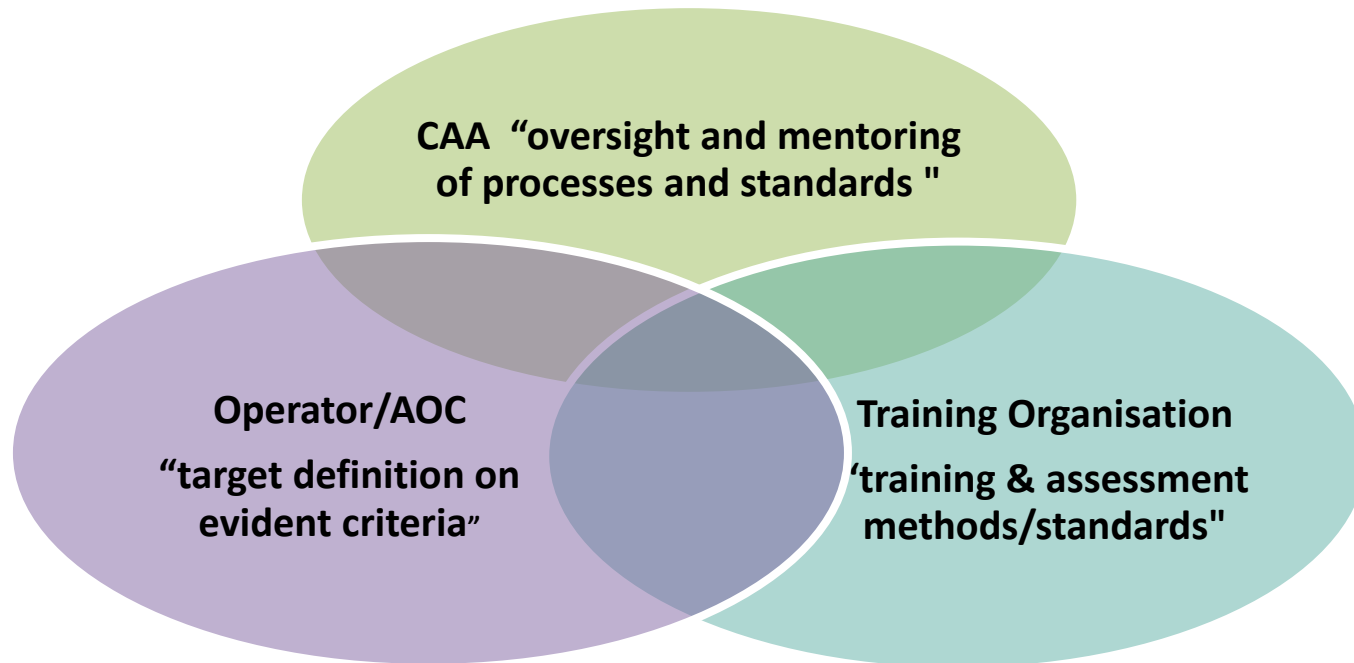 CAA “oversight and mentoring
of processes and standards "
Operator/AOC
“target definition on
evident criteria”
Training Organisation
‘training & assessment
methods/standards"